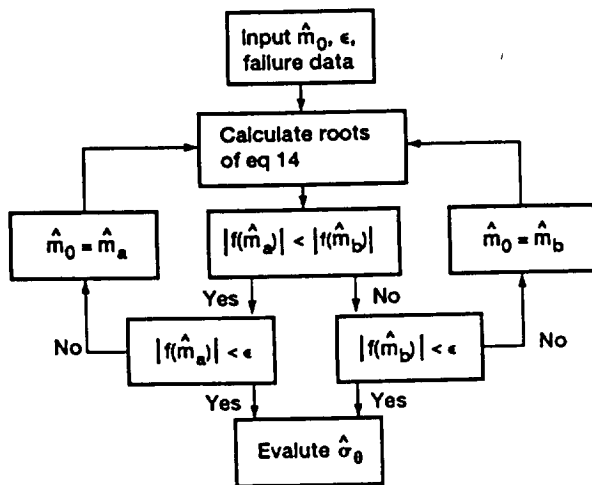 Input m̂₀, ϵ,
failure data
Calculate roots
of eq 14
m̂₀ = m̂ₐ
|f(m̂ₐ)| < |f(m̂_b)|
m̂₀ = m̂_b
Yes
No
No
|f(m̂ₐ)| < ϵ
|f(m̂_b)| < ϵ
No
Yes
Yes
Evalute σ̂_θ